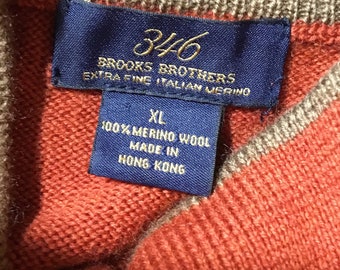 346
BROOKS BROTHERS
EXTRA FINE ITALIAN MERINO
XL
100% MERINO WOOL
MADE IN
HONG KONG